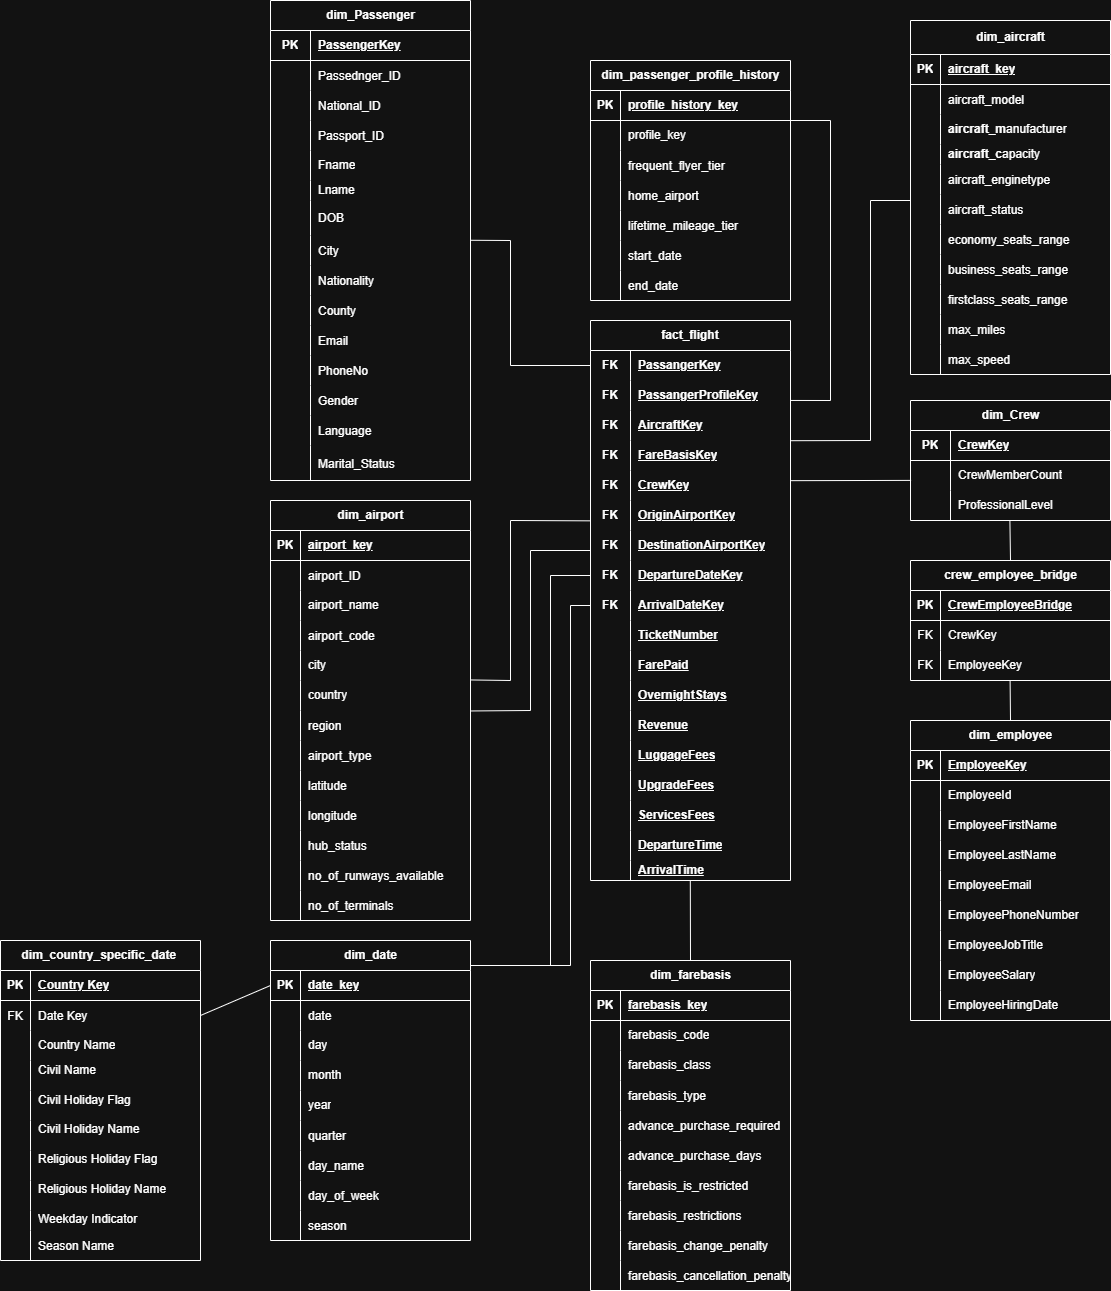 dim_Passenger
PK PassengerKey
Passednger_ID
National_ID
Passport_ID
Fname
Lname
DOB
City
Nationality
County
Email
PhoneNo
Gender
Language
Marital_Status
dim_passenger_profile_history
PK profile_history_key
profile_key
frequent_flyer_tier
home_airport
lifetime_mileage_tier
start_date
end_date
dim_aircraft
PK aircraft_key
aircraft_model
aircraft_manufacturer
aircraft_capacity
aircraft_enginetype
aircraft_status
economy_seats_range
business_seats_range
firstclass_seats_range
max_miles
max_speed
fact_flight
FK PassangerKey
FK PassangerProfileKey
FK AircraftKey
FK FareBasisKey
FK CrewKey
FK OriginAirportKey
FK DestinationAirportKey
FK DepartureDateKey
FK ArrivalDateKey
TicketNumber
FarePaid
OvernightStays
Revenue
LuggageFees
UpgradeFees
ServicesFees
DepartureTime
ArrivalTime
dim_Crew
PK CrewKey
CrewMemberCount
ProfessionalLevel
crew_employee_bridge
PK CrewEmployeeBridge
FK CrewKey
FK EmployeeKey
dim_employee
PK EmployeeKey
EmployeeId
EmployeeFirstName
EmployeeLastName
EmployeeEmail
EmployeePhoneNumber
EmployeeJobTitle
EmployeeSalary
EmployeeHiringDate
dim_airport
PK airport_key
airport_ID
airport_name
airport_code
city
country
region
airport_type
latitude
longitude
hub_status
no_of_runways_available
no_of_terminals
dim_country_specific_date
PK Country Key
FK Date Key
Country Name
Civil Name
Civil Holiday Flag
Civil Holiday Name
Religious Holiday Flag
Religious Holiday Name
Weekday Indicator
Season Name
dim_date
PK date_key
date
day
month
year
quarter
day_name
day_of_week
season
dim_farebasis
PK farebasis_key
farebasis_code
farebasis_class
farebasis_type
advance_purchase_required
advance_purchase_days
farebasis_is_restricted
farebasis_restrictions
farebasis_change_penalty
farebasis_cancellation_penalty